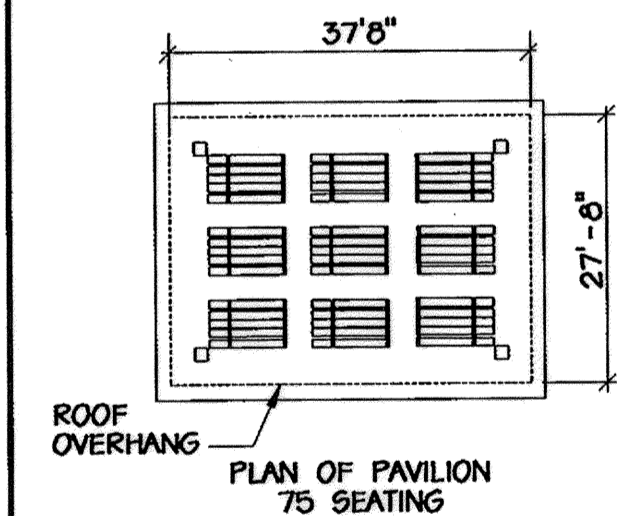 37'8"
27'-8"
ROOF
OVERHANG
PLAN OF PAVILION
75 SEATING